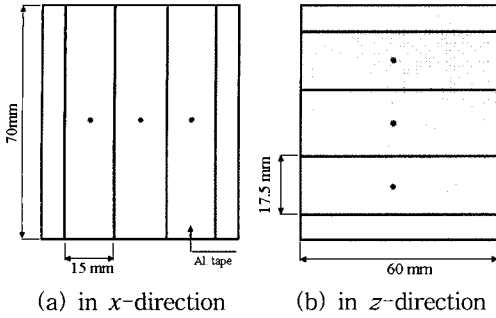 70mm
15 mm
Al. tape
17.5 mm
60 mm
(a) in x-direction
(b) in z-direction